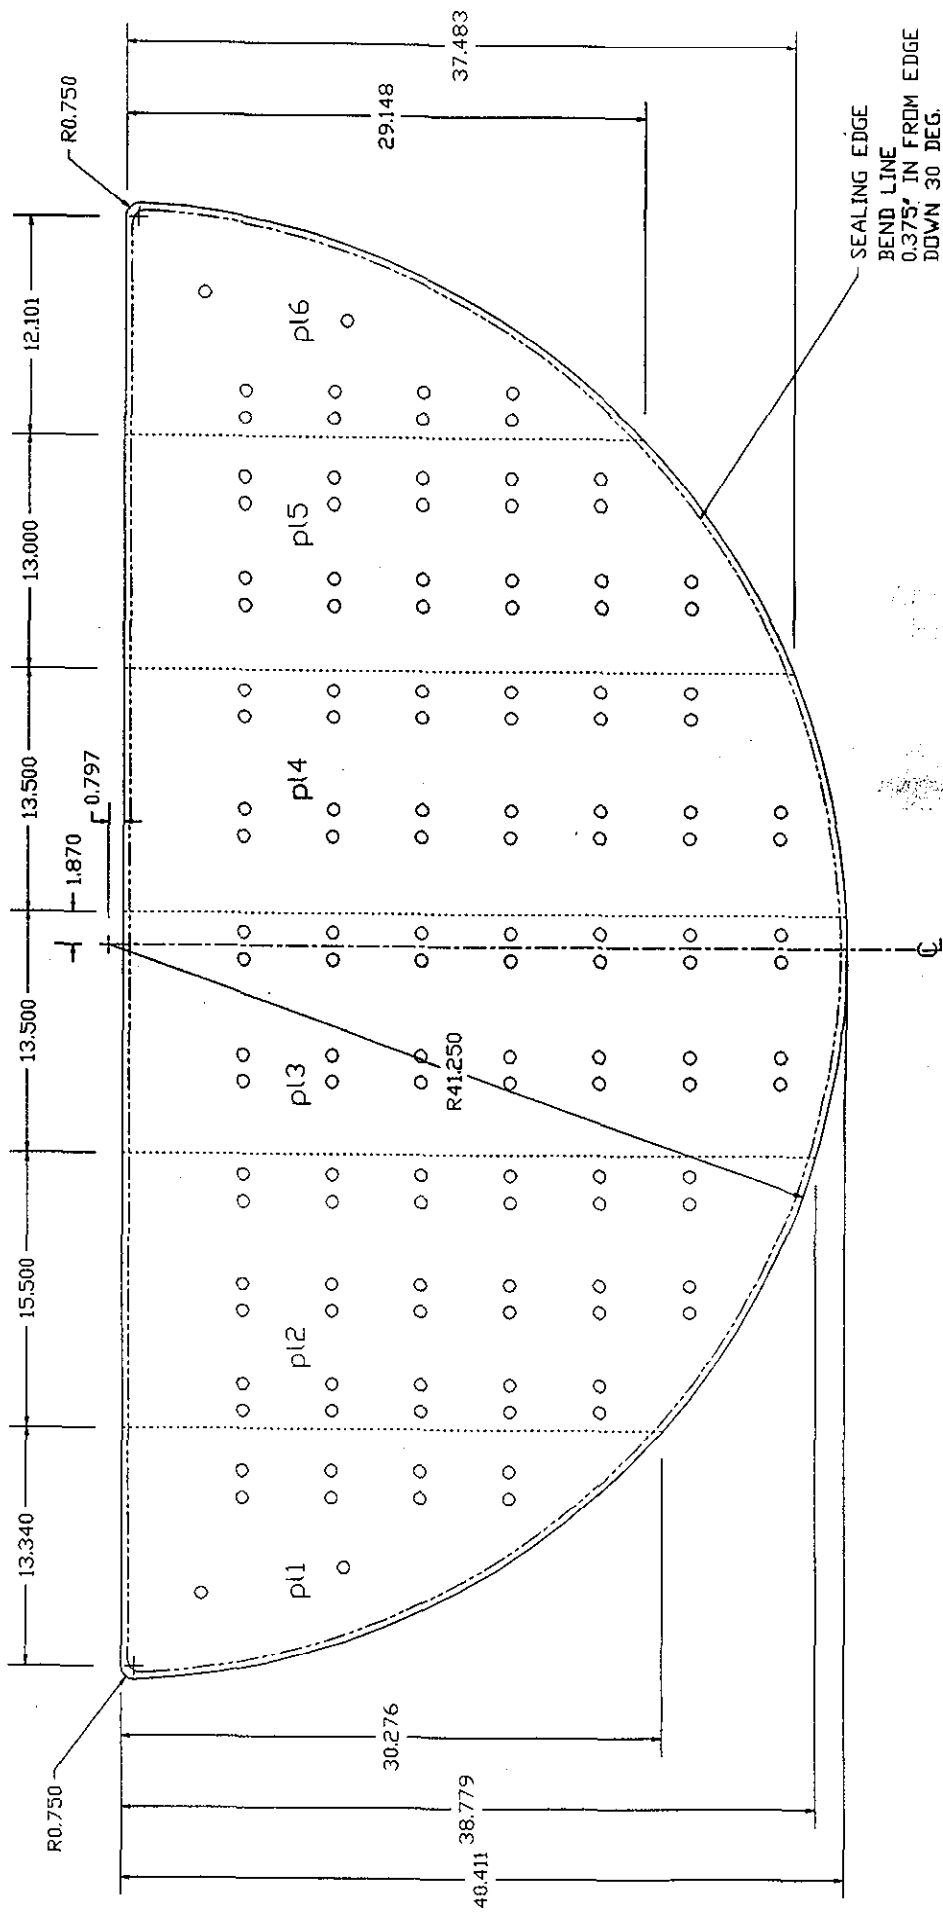 R0.750
37.483
29.148
12.101
13.000
13.500
0.797
1.870
13.500
15.500
13.340
pl6
pl5
pl4
pl3
pl2
pl1
R41.250
SEALING EDGE
BEND LINE
0.375" IN FROM EDGE
DOWN 30 DEG.
CL
R0.750
30.276
38.779
40.411